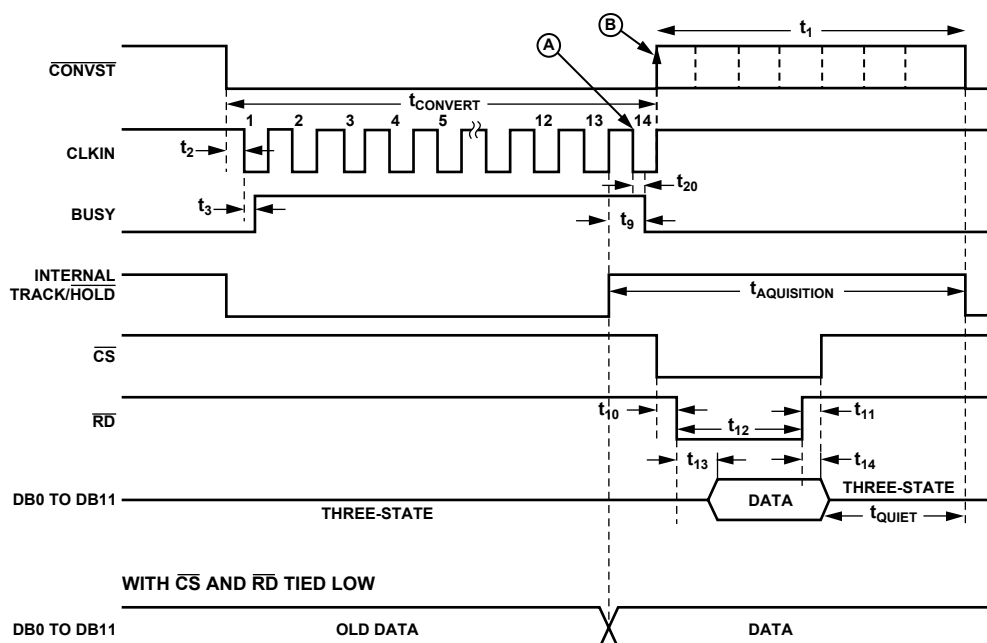 B
t1
A
CONVST
tCONVERT
1 2 3 4 5 12 13 14
t2
CLKIN
t20
t3
BUSY
t9
INTERNAL
TRACK/HOLD
tAQUISITION
CS
t10
t11
RD
t12
t13
t14
DB0 TO DB11
THREE-STATE
DATA
THREE-STATE
tQUIET
WITH CS AND RD TIED LOW
DB0 TO DB11
OLD DATA
DATA